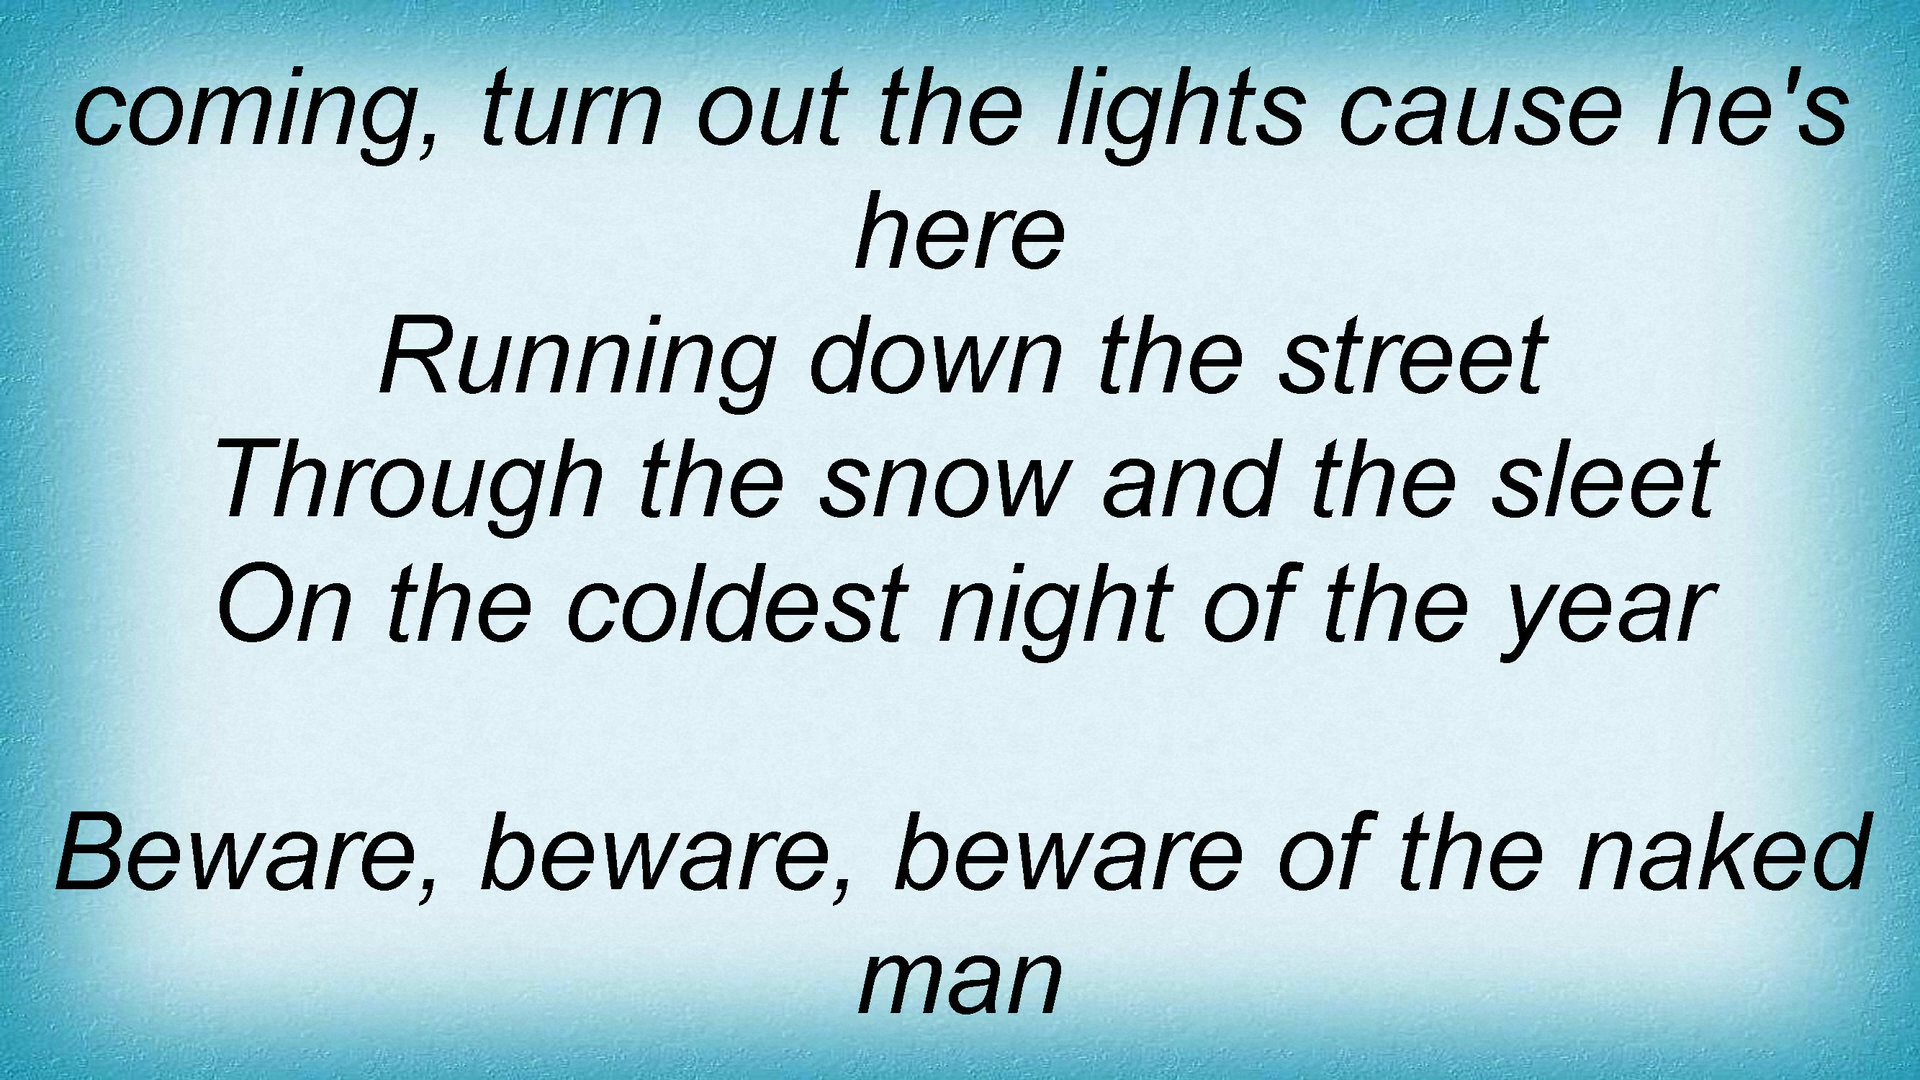 coming, turn out the lights cause he's
here
Running down the street
Through the snow and the sleet
On the coldest night of the year
Beware, beware, beware of the naked
man